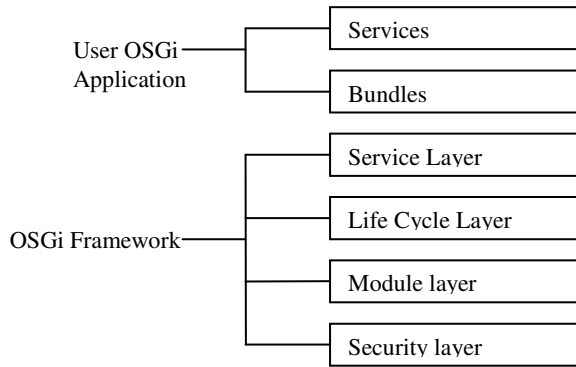 User OSGi
Application
Services
Bundles
OSGi Framework
Service Layer
Life Cycle Layer
Module layer
Security layer